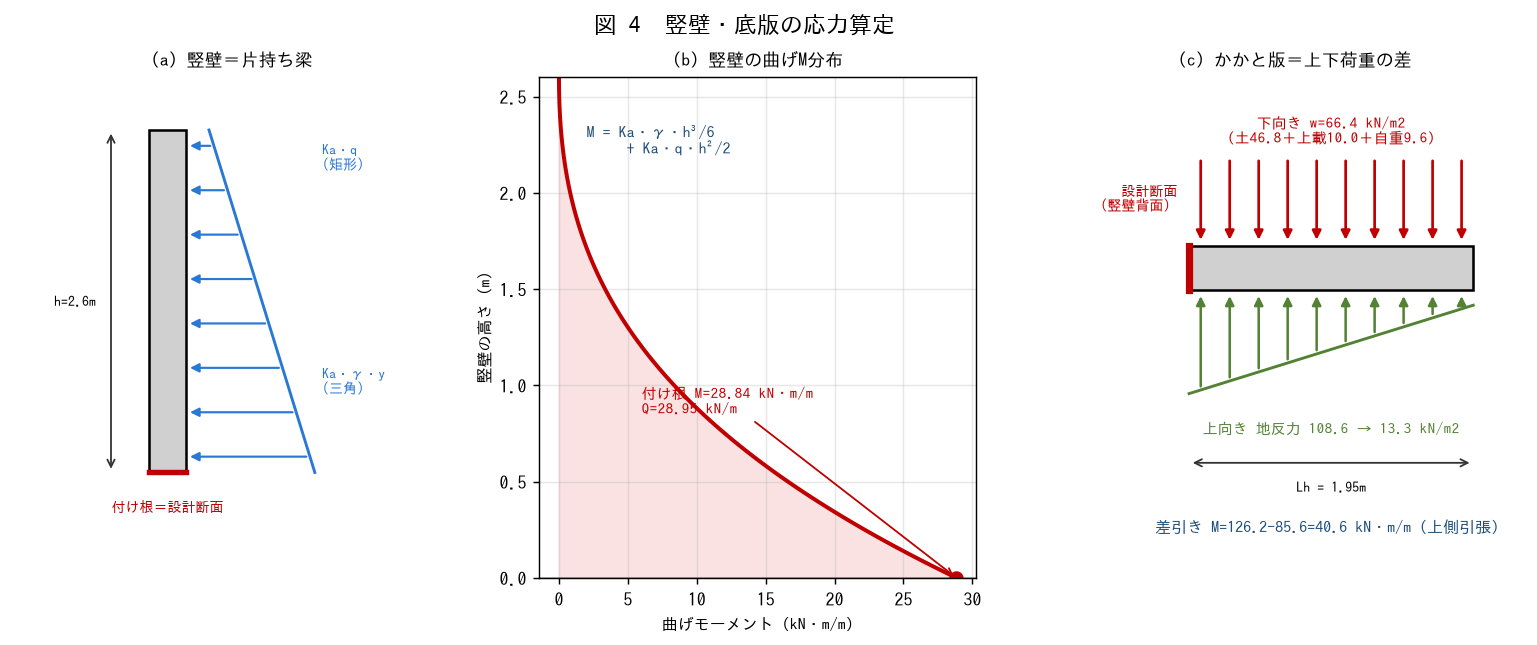 図 4　竪壁・底版の応力算定
(a) 竪壁＝片持ち梁
Ka・q
(矩形)
h=2.6m
Ka・γ・y
(三角)
付け根＝設計断面
(b) 竪壁の曲げM分布
M = Ka・γ・h³/6
+ Ka・q・h²/2
付け根 M=28.84 kN・m/m
Q=28.95 kN/m
竪壁の高さ (m)
2.5
2.0
1.5
1.0
0.5
0.0
0
5
10
15
20
25
30
曲げモーメント (kN・m/m)
(c) かかと版＝上下荷重の差
下向き w=66.4 kN/m2
(土46.8＋上載10.0＋自重9.6)
設計断面
(竪壁背面)
上向き 地反力 108.6 → 13.3 kN/m2
Lh = 1.95m
差引き M=126.2−85.6=40.6 kN・m/m (上側引張)